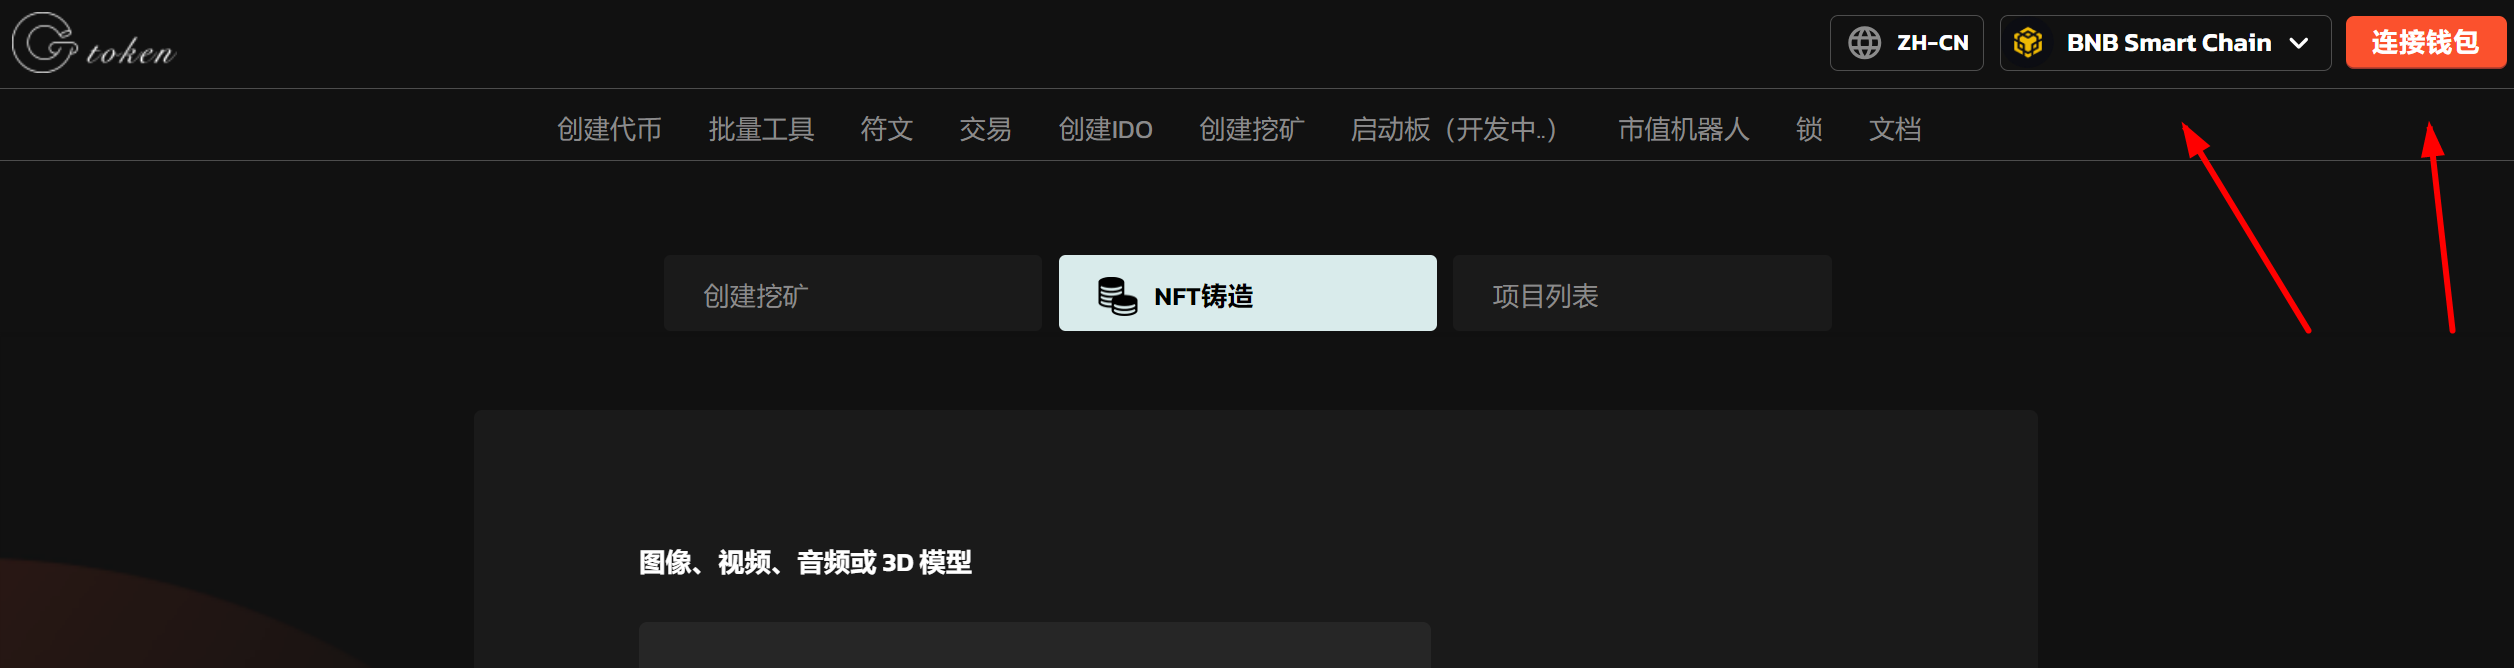 G token
ZH-CN BNB Smart Chain 连接钱包
创建代币 批量工具 符文 交易 创建IDO 创建挖矿 启动板（开发中..） 市值机器人 锁 文档
创建挖矿 NFT铸造 项目列表
图像、视频、音频或 3D 模型